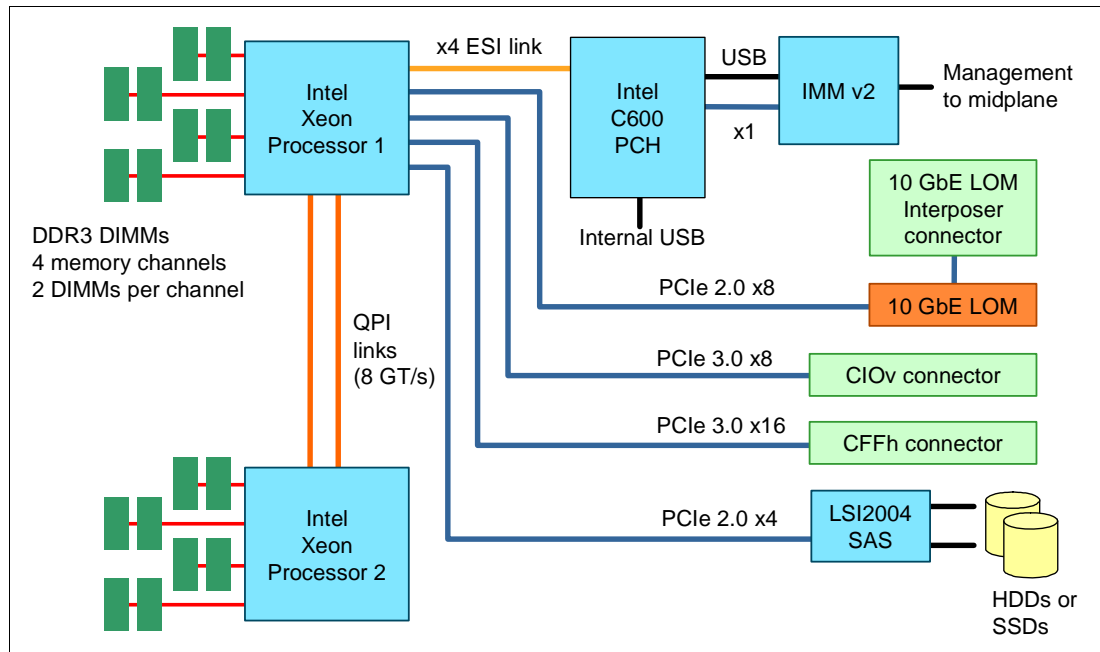 x4 ESI link
Intel
Xeon
Processor 1
Intel
C600
PCH
USB
x1
IMM v2
Management
to midplane
10 GbE LOM
Interposer
connector
Internal USB
DDR3 DIMMs
4 memory channels
2 DIMMs per channel
PCIe 2.0 x8
10 GbE LOM
QPI
links
(8 GT/s)
PCIe 3.0 x8
CIOv connector
PCIe 3.0 x16
CFFh connector
Intel
Xeon
Processor 2
PCIe 2.0 x4
LSI2004
SAS
HDDs or
SSDs